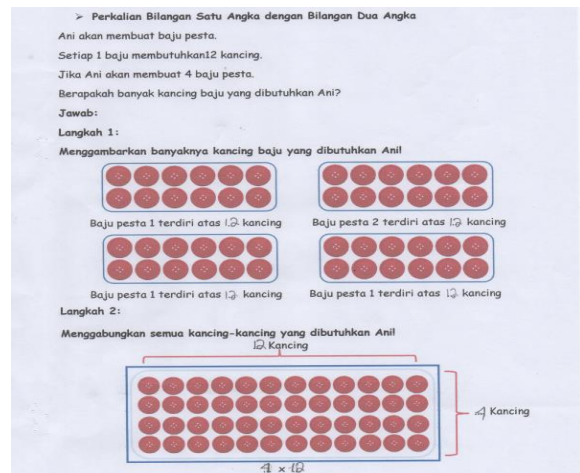 ➢ Perkalian Bilangan Satu Angka dengan Bilangan Dua Angka
Ani akan membuat baju pesta.
Setiap 1 baju membutuhkan12 kancing.
Jika Ani akan membuat 4 baju pesta.
Berapakah banyak kancing baju yang dibutuhkan Ani?
Jawab:
Langkah 1:
Menggambarkan banyaknya kancing baju yang dibutuhkan Ani!
Baju pesta 1 terdiri atas 12 kancing
Baju pesta 2 terdiri atas 12 kancing
Baju pesta 1 terdiri atas 12 kancing
Baju pesta 1 terdiri atas 12 kancing
Langkah 2:
Menggabungkan semua kancing-kancing yang dibutuhkan Ani!
12 Kancing
4 Kancing
4 x 12